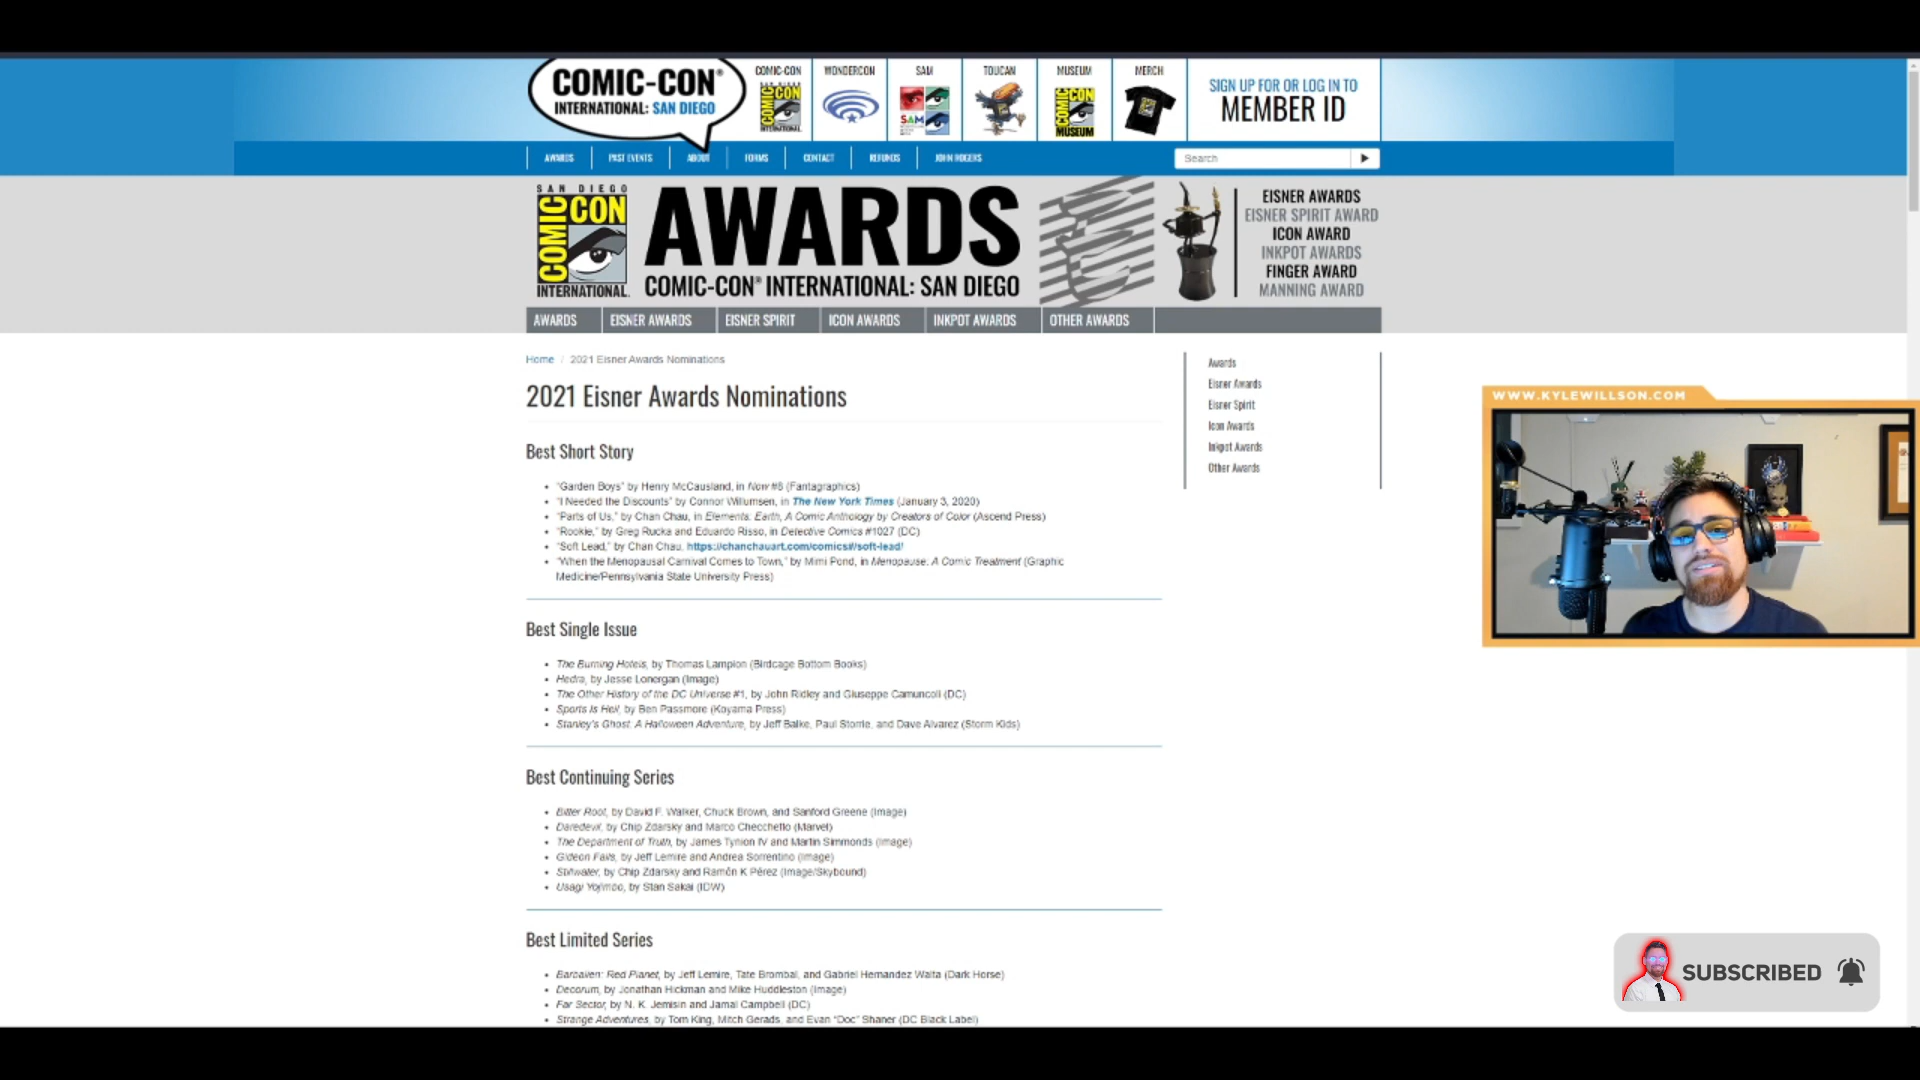 COMIC-CON®
INTERNATIONAL: SAN DIEGO
COMIC-CON
WONDERCON
SAM
TOUCAN
MUSEUM
MERCH
COMIC CON
INTERNATIONAL
SAM
COMIC CON
MUSEUM
SIGN UP FOR OR LOG IN TO
MEMBER ID
AWARDS
PAST EVENTS
ABOUT
FORMS
CONTACT
REFUNDS
JOHN ROGERS
Search
SAN DIEGO
COMIC CON
INTERNATIONAL
AWARDS
COMIC-CON® INTERNATIONAL: SAN DIEGO
EISNER AWARDS
EISNER SPIRIT AWARD
ICON AWARD
INKPOT AWARDS
FINGER AWARD
MANNING AWARD
AWARDS
EISNER AWARDS
EISNER SPIRIT
ICON AWARDS
INKPOT AWARDS
OTHER AWARDS
Home / 2021 Eisner Awards Nominations
2021 Eisner Awards Nominations
Best Short Story
• "Garden Boys" by Henry McCausland, in Now #8 (Fantagraphics)
• "I Needed the Discounts" by Connor Willumsen, in The New York Times (January 3, 2020)
• "Parts of Us," by Chan Chau, in Elements: Earth, A Comic Anthology by Creators of Color (Ascend Press)
• "Rookie," by Greg Rucka and Eduardo Risso, in Detective Comics #1027 (DC)
• "Soft Lead," by Chan Chau, https://chanchauart.com/comics#/soft-lead/
• "When the Menopausal Carnival Comes to Town," by Mimi Pond, in Menopause: A Comic Treatment (Graphic
Medicine/Pennsylvania State University Press)
Best Single Issue
• The Burning Hotels, by Thomas Lampion (Birdcage Bottom Books)
• Hedra, by Jesse Lonergan (Image)
• The Other History of the DC Universe #1, by John Ridley and Giuseppe Camuncoli (DC)
• Sports Is Hell, by Ben Passmore (Koyama Press)
• Stanley's Ghost: A Halloween Adventure, by Jeff Balke, Paul Storrie, and Dave Alvarez (Storm Kids)
Best Continuing Series
• Bitter Root, by David F. Walker, Chuck Brown, and Sanford Greene (Image)
• Daredevil, by Chip Zdarsky and Marco Checchetto (Marvel)
• The Department of Truth, by James Tynion IV and Martin Simmonds (Image)
• Gideon Falls, by Jeff Lemire and Andrea Sorrentino (Image)
• Stillwater, by Chip Zdarsky and Ramón K Pérez (Image/Skybound)
• Usagi Yojimbo, by Stan Sakai (IDW)
Best Limited Series
• Barbalien: Red Planet, by Jeff Lemire, Tate Brombal, and Gabriel Hernandez Walta (Dark Horse)
• Decorum, by Jonathan Hickman and Mike Huddleston (Image)
• Far Sector, by N. K. Jemisin and Jamal Campbell (DC)
• Strange Adventures, by Tom King, Mitch Gerads, and Evan "Doc" Shaner (DC Black Label)
Awards
Eisner Awards
Eisner Spirit
Icon Awards
Inkpot Awards
Other Awards
WWW.KYLEWILLSON.COM
SUBSCRIBED